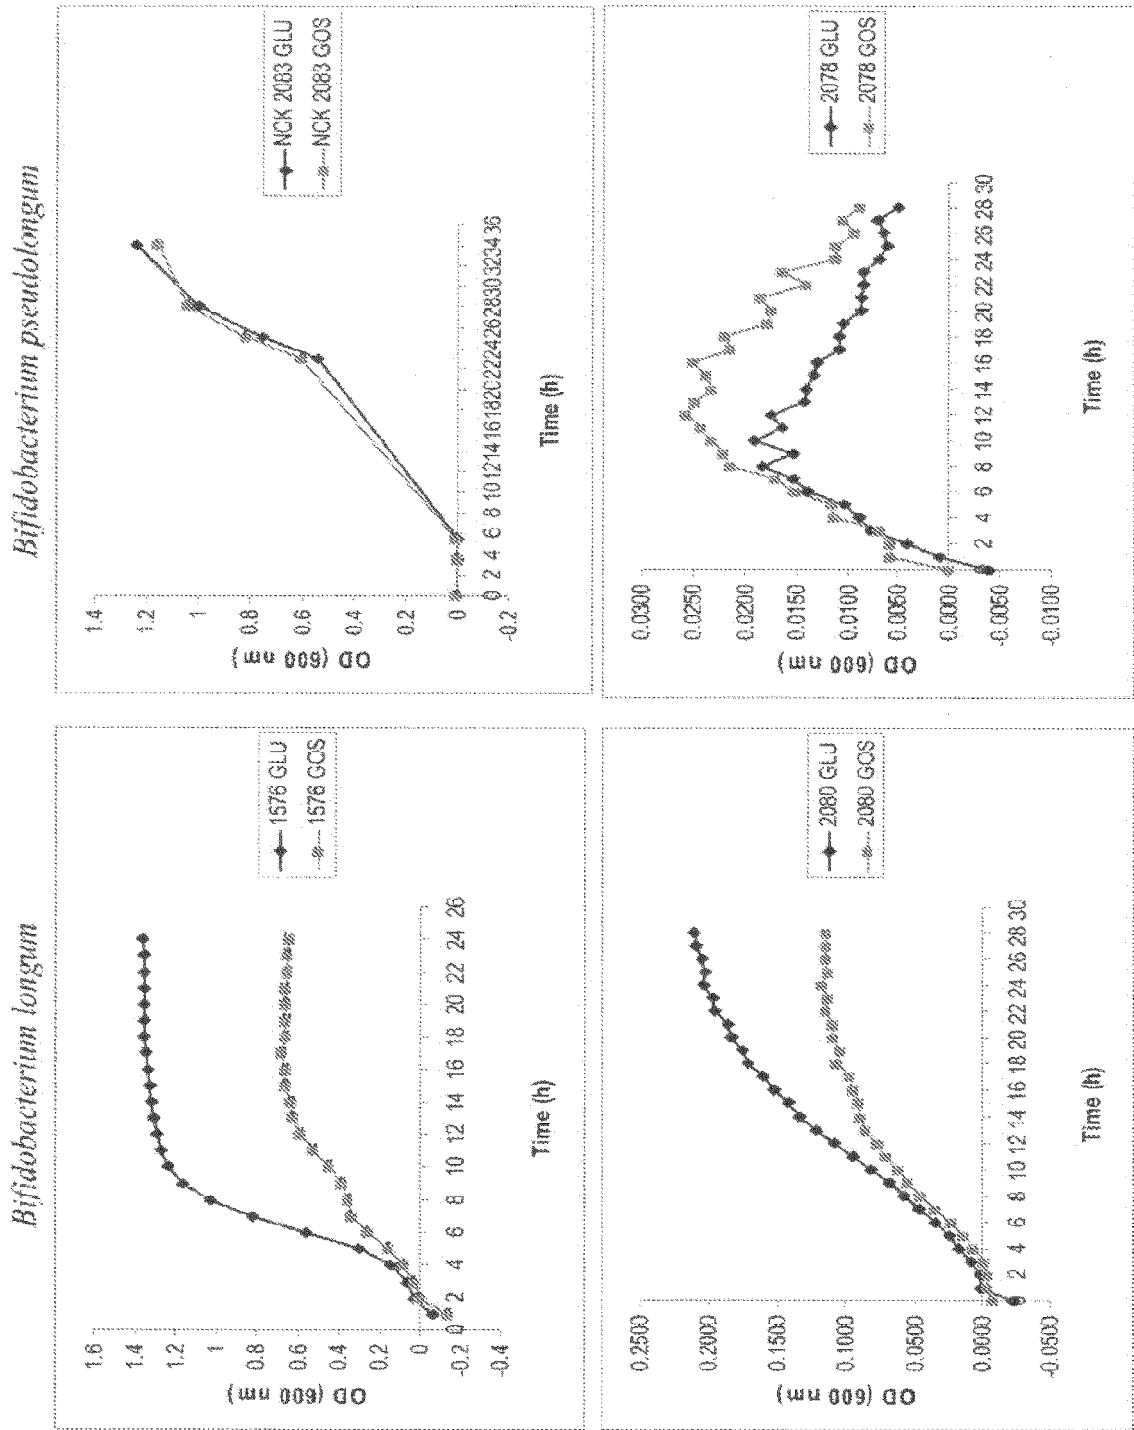 Bifidobacterium longum
1.6
1.4
1.2
1
0.8
0.6
0.4
0.2
0
-0.2
-0.4
OD (600 nm)
0 2 4 6 8 10 12 14 16 18 20 22 24 26
Time (h)
1576 GLU
1576 GOS
0.2500
0.2000
0.1500
0.1000
0.0500
0.0000
-0.0500
OD (600 nm)
2 4 6 8 10 12 14 16 18 20 22 24 26 28 30
Time (h)
2080 GLU
2080 GOS
Bifidobacterium pseudolongum
1.4
1.2
1
0.8
0.6
0.4
0.2
0
-0.2
OD (600 nm)
0 2 4 6 8 1012141618202224262830323436
Time (h)
NCK 2083 GLU
NCK 2083 GOS
0.0300
0.0250
0.0200
0.0150
0.0100
0.0050
0.0000
-0.0050
-0.0100
OD (600 nm)
2 4 6 8 10 12 14 16 18 20 22 24 26 28 30
Time (h)
2078 GLU
2078 GOS